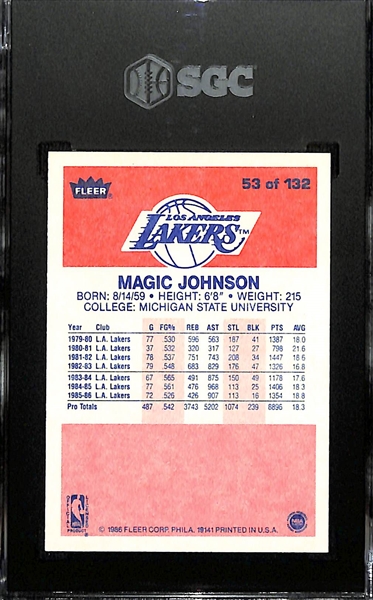 SGC
FLEER
53 of 132
LOS ANGELES
LAKERS™
MAGIC JOHNSON
BORN: 8/14/59 • HEIGHT: 6'8" • WEIGHT: 215
COLLEGE: MICHIGAN STATE UNIVERSITY
Year Club G FG% REB AST STL BLK PTS AVG
1979-80 L.A. Lakers 77 .530 596 563 187 41 1387 18.0
1980-81 L.A. Lakers 37 .532 320 317 127 27 798 21.6
1981-82 L.A. Lakers 78 .537 751 743 208 34 1447 18.6
1982-83 L.A. Lakers 79 .548 683 829 176 47 1326 16.8
1983-84 L.A. Lakers 67 .565 491 875 150 49 1178 17.6
1984-85 L.A. Lakers 77 .561 476 968 113 25 1406 18.3
1985-86 L.A. Lakers 72 .526 426 907 113 16 1354 18.8
Pro Totals 487 .542 3743 5202 1074 239 8896 18.3
OFFICIAL
LICENSED
PRODUCT
© 1986 FLEER CORP. PHILA. 19141 PRINTED IN U.S.A.